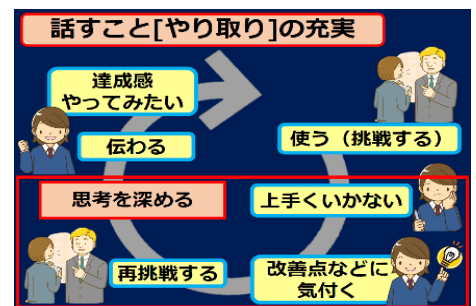 話すこと[やり取り]の充実
達成感
やってみたい
伝わる
使う（挑戦する）
思考を深める
上手くいかない
再挑戦する
改善点などに
気付く